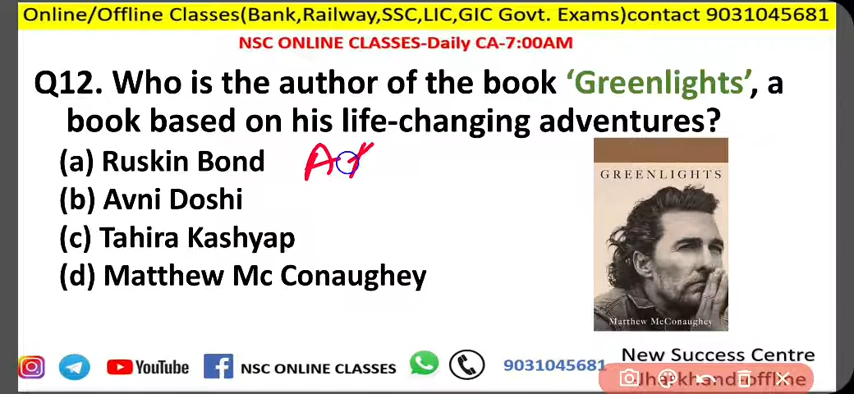 Online/Offline Classes(Bank,Railway,SSC,LIC,GIC Govt. Exams)contact 9031045681
NSC ONLINE CLASSES-Daily CA-7:00AM
Q12. Who is the author of the book ‘Greenlights’, a
book based on his life-changing adventures?
(a) Ruskin Bond
(b) Avni Doshi
(c) Tahira Kashyap
(d) Matthew Mc Conaughey
GREENLIGHTS
Matthew McConaughey
YouTube
NSC ONLINE CLASSES
9031045681
New Success Centre
Jharkhand-offline